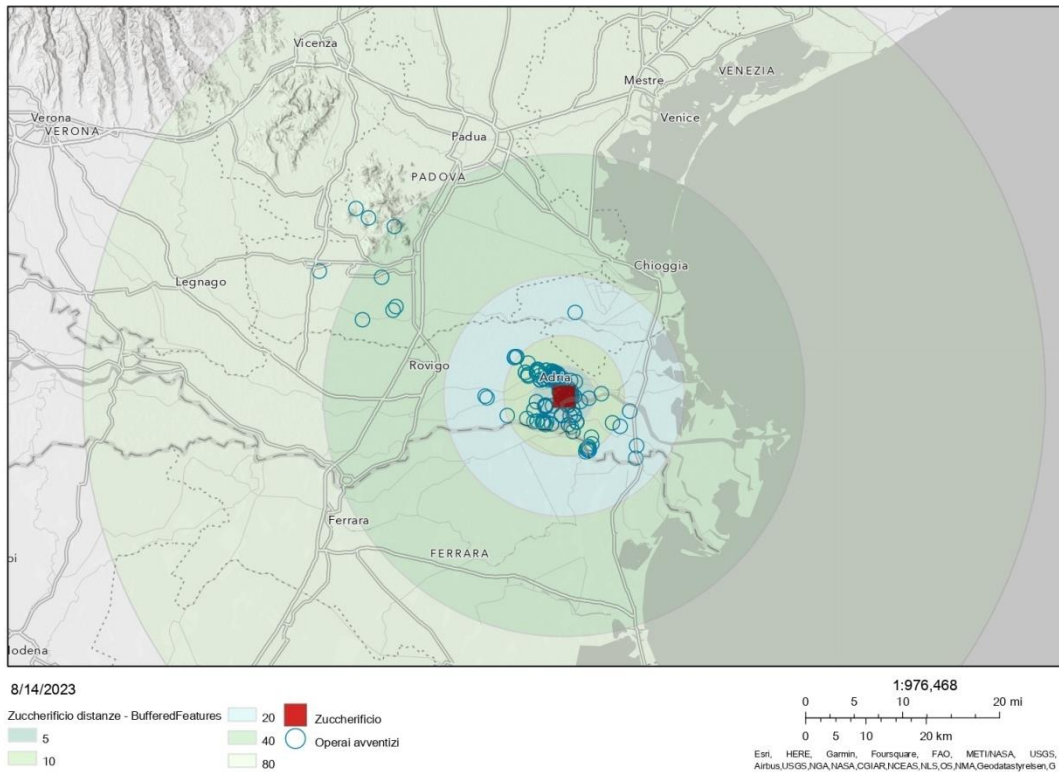 Vicenza
VENEZIA
Mestre
Verona
VERONA
Venice
Padua
PADOVA
Chioggia
Legnago
Rovigo
Adria
Ferrara
FERRARA
8/14/2023
1:976,468
Zuccherificio distanze - BufferedFeatures
5
10
20
40
80
Zuccherificio
Operai avventizi
0 5 10 20 mi
0 5 10 20 km
Esri, HERE, Garmin, Foursquare, FAO, METI/NASA, USGS,
Airbus,USGS,NGA,NASA,CGIAR,NCEAS,NLS,OS,NMA,Geodatastyrelsen,G